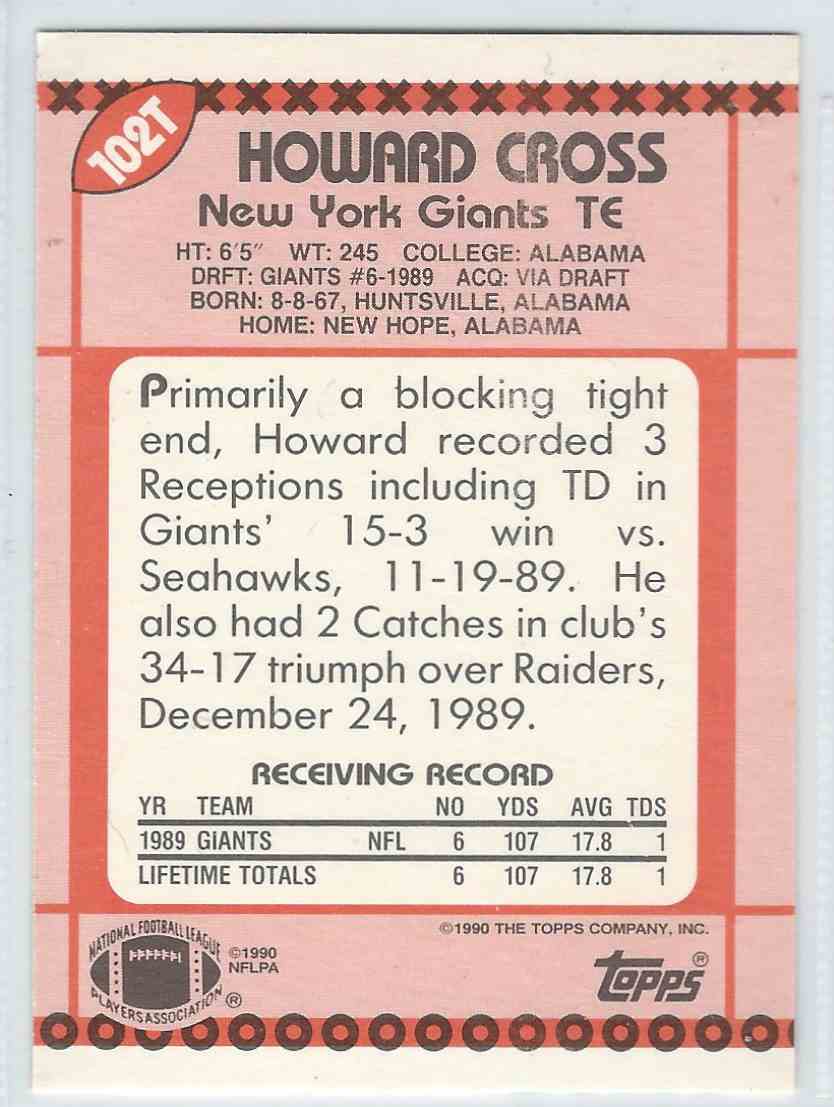 102T
HOWARD CROSS
New York Giants TE
HT: 6'5" WT: 245 COLLEGE: ALABAMA
DRFT: GIANTS #6-1989 ACQ: VIA DRAFT
BORN: 8-8-67, HUNTSVILLE, ALABAMA
HOME: NEW HOPE, ALABAMA
Primarily a blocking tight
end, Howard recorded 3
Receptions including TD in
Giants' 15-3 win vs.
Seahawks, 11-19-89. He
also had 2 Catches in club's
34-17 triumph over Raiders,
December 24, 1989.
RECEIVING RECORD
YR TEAM NO YDS AVG TDS
1989 GIANTS NFL 6 107 17.8 1
LIFETIME TOTALS 6 107 17.8 1
NATIONAL FOOTBALL LEAGUE
PLAYERS ASSOCIATION ®
©1990
NFLPA
©1990 THE TOPPS COMPANY, INC.
topps ®